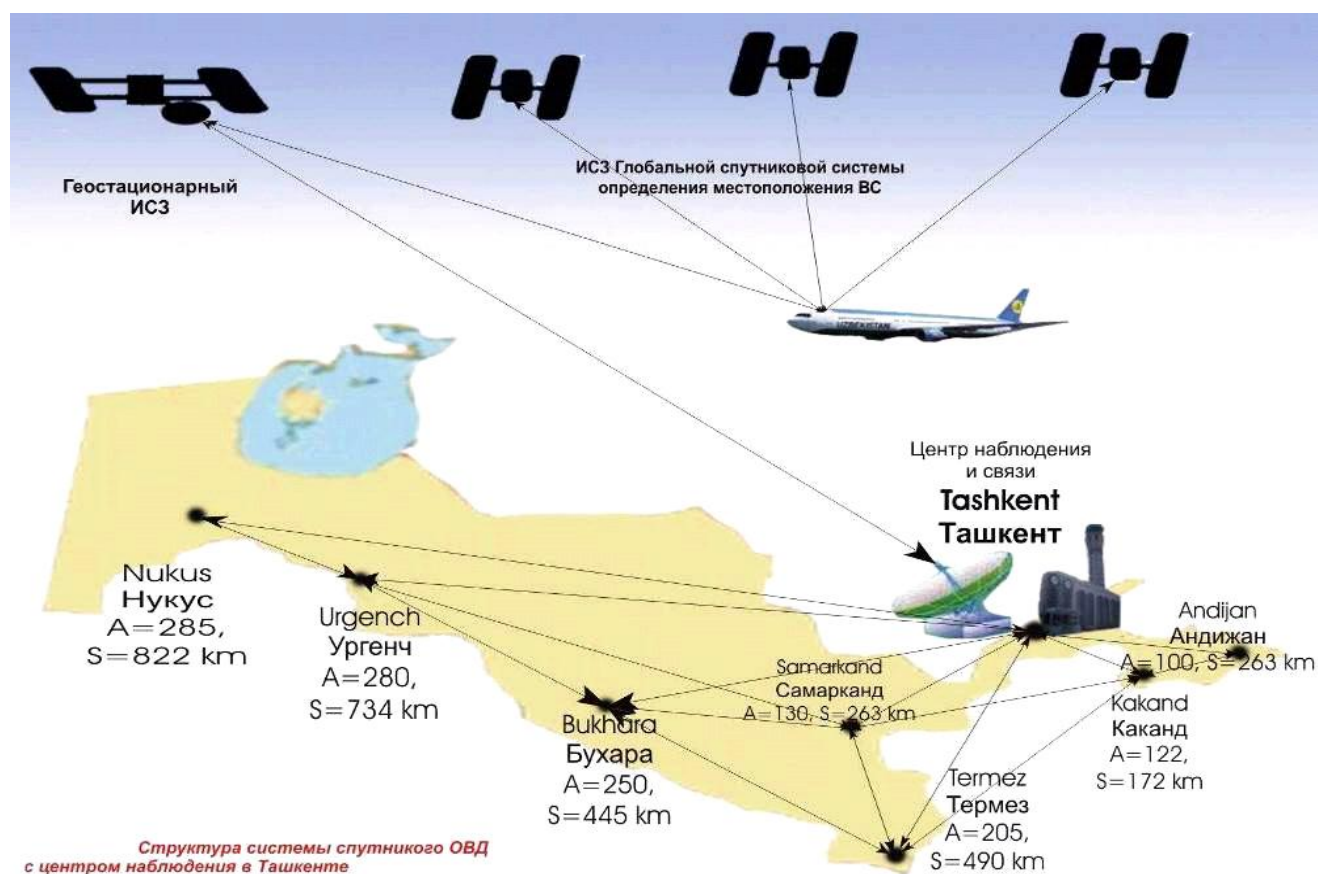 Геостационарный
ИСЗ
ИСЗ Глобальной спутниковой системы
определения местоположения ВС
UZBEKISTAN
Центр наблюдения
и связи
Tashkent
Ташкент
Nukus
Нукус
A=285,
S=822 km
Urgench
Ургенч
A=280,
S=734 km
Bukhara
Бухара
A=250,
S=445 km
Samarkand
Самарканд
A=130, S=263 km
Termez
Термез
A=205,
S=490 km
Kakand
Каканд
A=122,
S=172 km
Andijan
Андижан
A=100, S=263 km
Структура системы спутникого ОВД
с центром наблюдения в Ташкенте